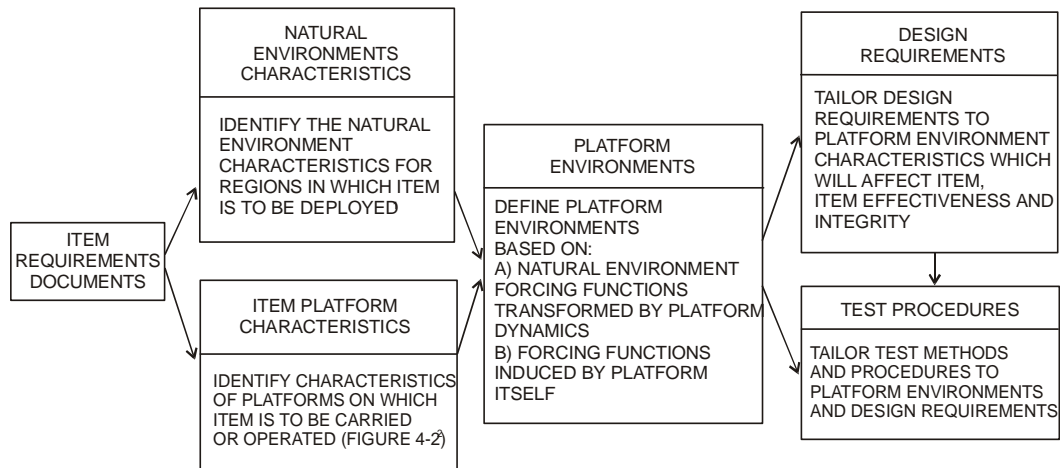 ITEM
REQUIREMENTS
DOCUMENTS
NATURAL
ENVIRONMENTS
CHARACTERISTICS
IDENTIFY THE NATURAL
ENVIRONMENT
CHARACTERISTICS FOR
REGIONS IN WHICH ITEM
IS TO BE DEPLOYED
ITEM PLATFORM
CHARACTERISTICS
IDENTIFY CHARACTERISTICS
OF PLATFORMS ON WHICH
ITEM IS TO BE CARRIED
OR OPERATED (FIGURE 4-2²)
PLATFORM
ENVIRONMENTS
DEFINE PLATFORM
ENVIRONMENTS
BASED ON:
A) NATURAL ENVIRONMENT
FORCING FUNCTIONS
TRANSFORMED BY PLATFORM
DYNAMICS
B) FORCING FUNCTIONS
INDUCED BY PLATFORM
ITSELF
DESIGN
REQUIREMENTS
TAILOR DESIGN
REQUIREMENTS TO
PLATFORM ENVIRONMENT
CHARACTERISTICS WHICH
WILL AFFECT ITEM,
ITEM EFFECTIVENESS AND
INTEGRITY
TEST PROCEDURES
TAILOR TEST METHODS
AND PROCEDURES TO
PLATFORM ENVIRONMENTS
AND DESIGN REQUIREMENTS